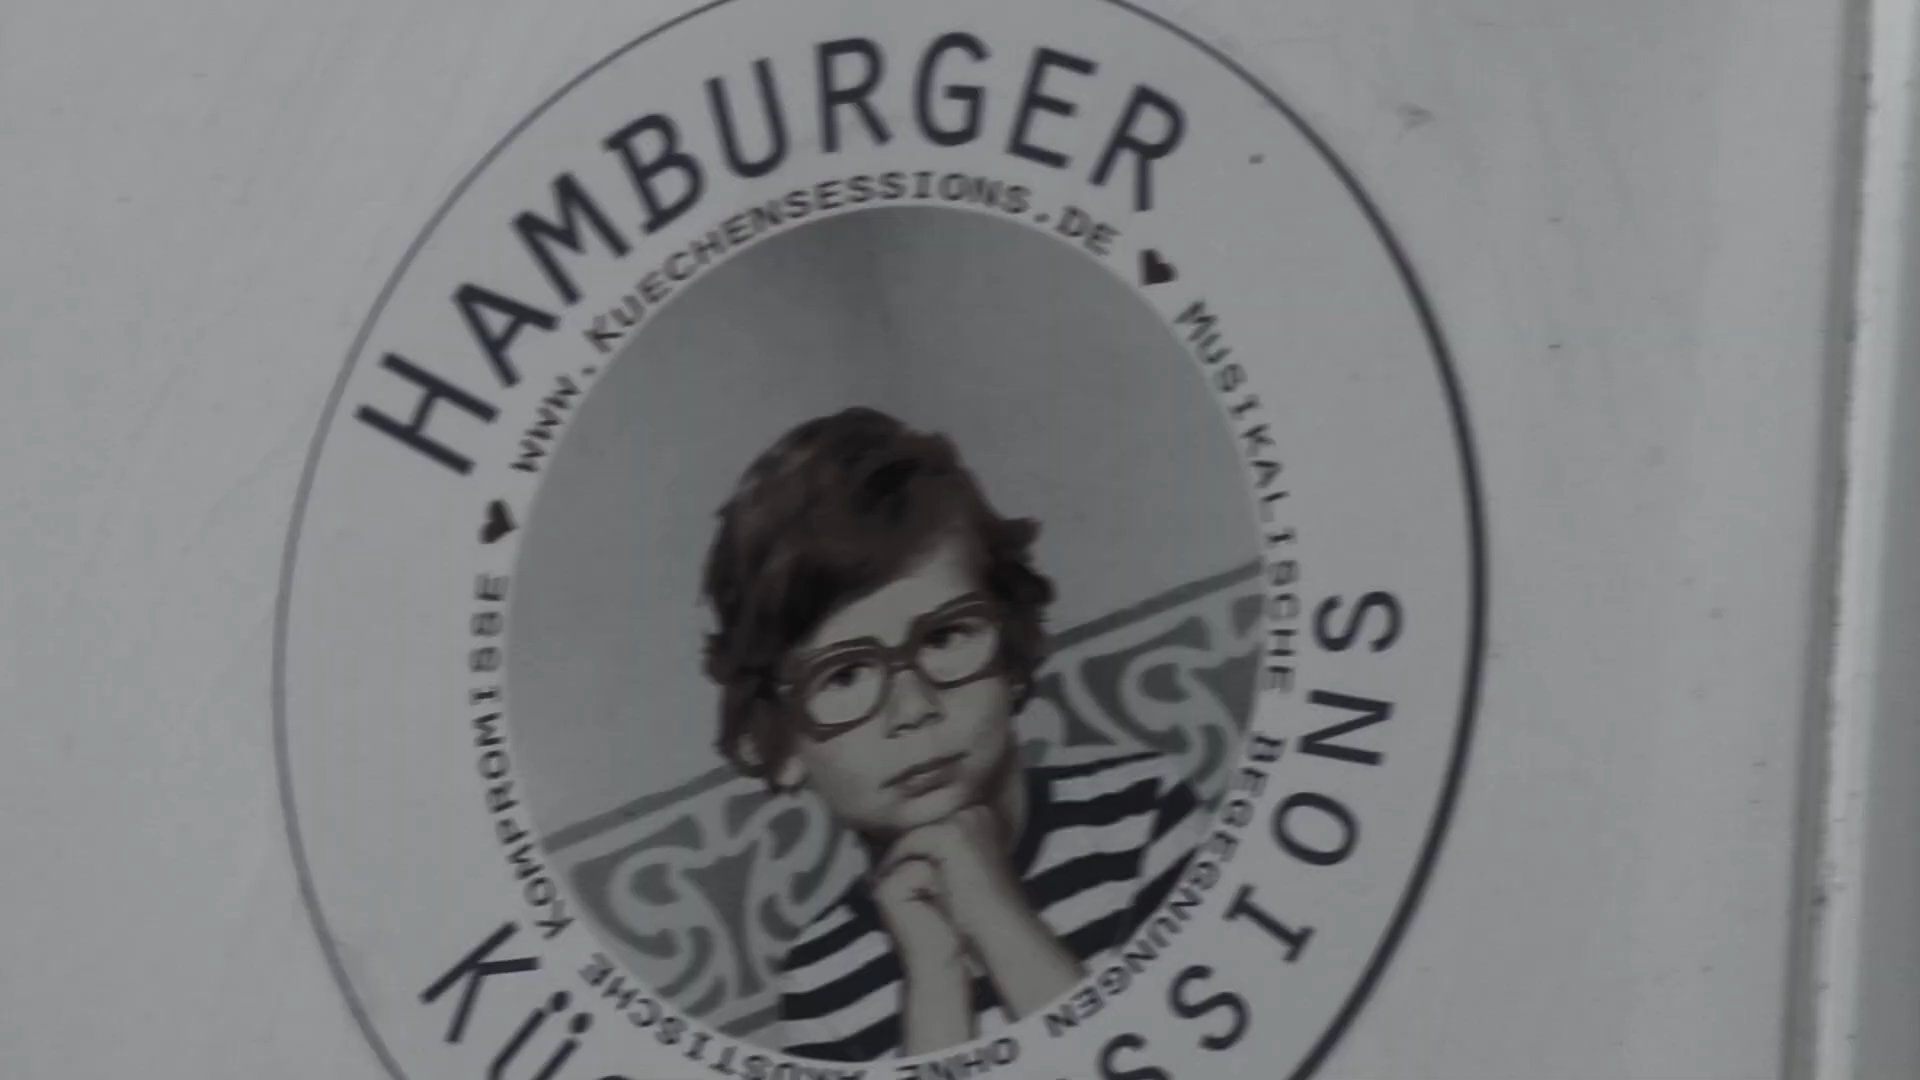 HAMBURGER
WWW.KUECHENSESSIONS.DE ♥ MUSIKALISCHE BEGEGNUNGEN OHNE AKUSTISCHE KOMPROMISSE ♥